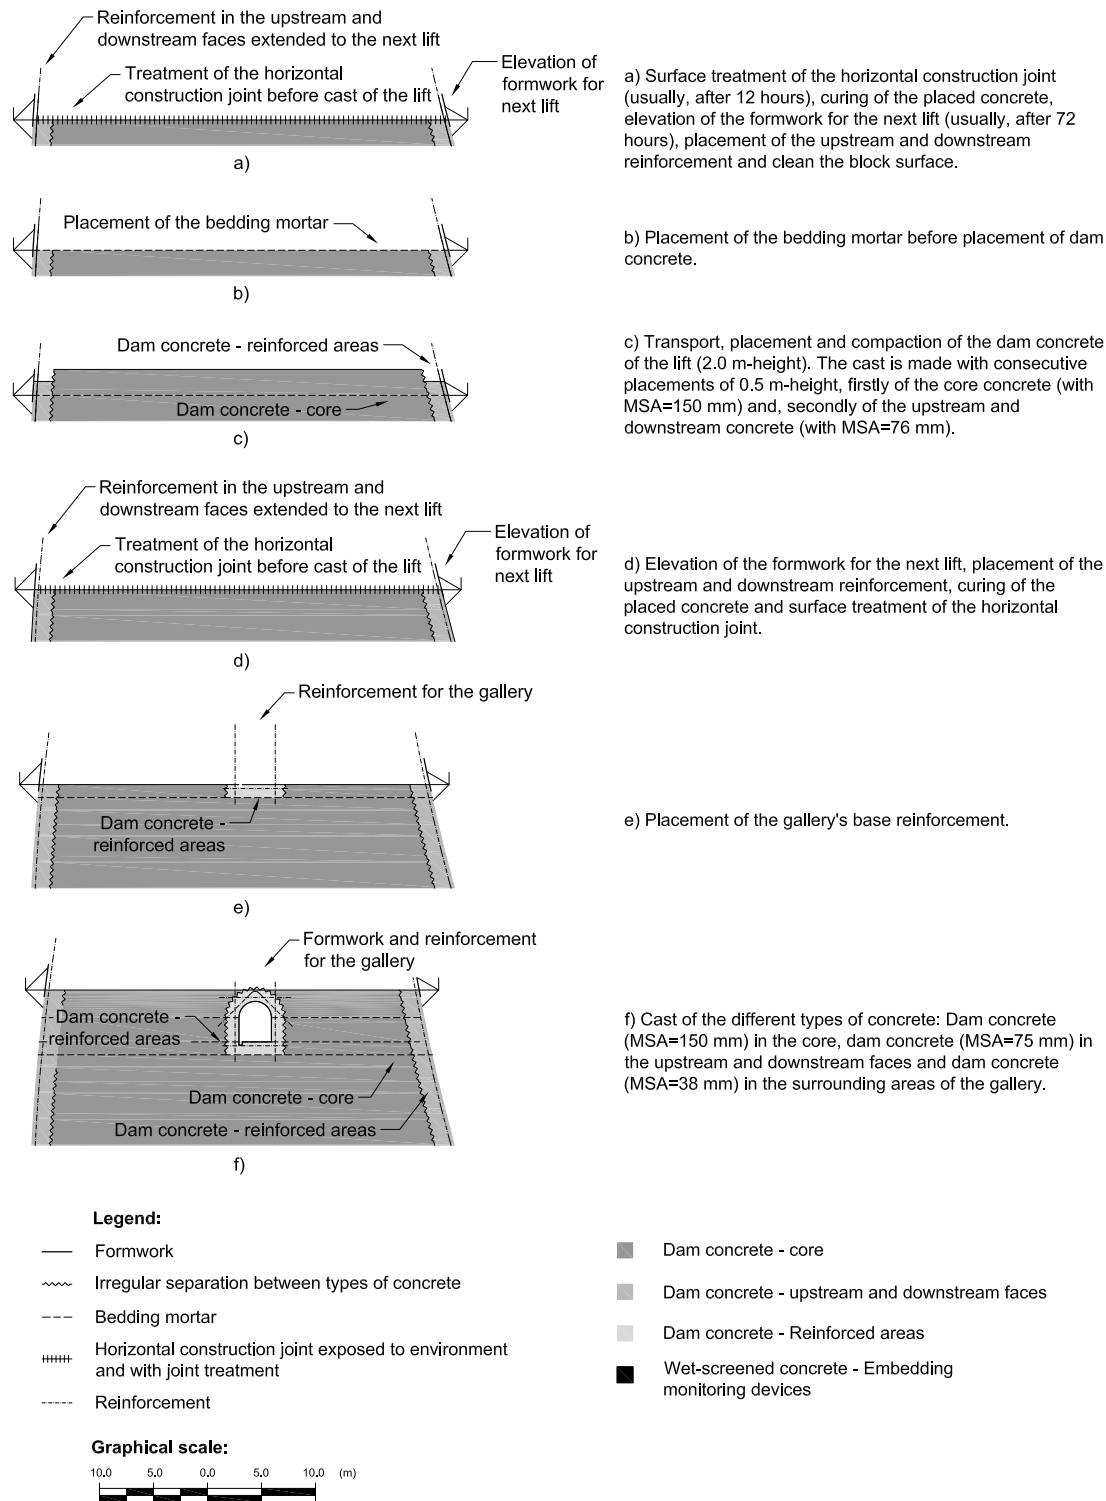 Reinforcement in the upstream and
downstream faces extended to the next lift
Treatment of the horizontal
construction joint before cast of the lift
Elevation of
formwork for
next lift
a)
a) Surface treatment of the horizontal construction joint
(usually, after 12 hours), curing of the placed concrete,
elevation of the formwork for the next lift (usually, after 72
hours), placement of the upstream and downstream
reinforcement and clean the block surface.
Placement of the bedding mortar
b)
b) Placement of the bedding mortar before placement of dam
concrete.
Dam concrete - reinforced areas
Dam concrete - core
c)
c) Transport, placement and compaction of the dam concrete
of the lift (2.0 m-height). The cast is made with consecutive
placements of 0.5 m-height, firstly of the core concrete (with
MSA=150 mm) and, secondly of the upstream and
downstream concrete (with MSA=76 mm).
Reinforcement in the upstream and
downstream faces extended to the next lift
Treatment of the horizontal
construction joint before cast of the lift
Elevation of
formwork for
next lift
d)
d) Elevation of the formwork for the next lift, placement of the
upstream and downstream reinforcement, curing of the
placed concrete and surface treatment of the horizontal
construction joint.
Reinforcement for the gallery
Dam concrete -
reinforced areas
e)
e) Placement of the gallery's base reinforcement.
Formwork and reinforcement
for the gallery
Dam concrete -
reinforced areas
Dam concrete - core
Dam concrete - reinforced areas
f)
f) Cast of the different types of concrete: Dam concrete
(MSA=150 mm) in the core, dam concrete (MSA=75 mm) in
the upstream and downstream faces and dam concrete
(MSA=38 mm) in the surrounding areas of the gallery.
Legend:
Formwork
Irregular separation between types of concrete
Bedding mortar
Horizontal construction joint exposed to environment
and with joint treatment
Reinforcement
Dam concrete - core
Dam concrete - upstream and downstream faces
Dam concrete - Reinforced areas
Wet-screened concrete - Embedding
monitoring devices
Graphical scale:
10.0 5.0 0.0 5.0 10.0 (m)